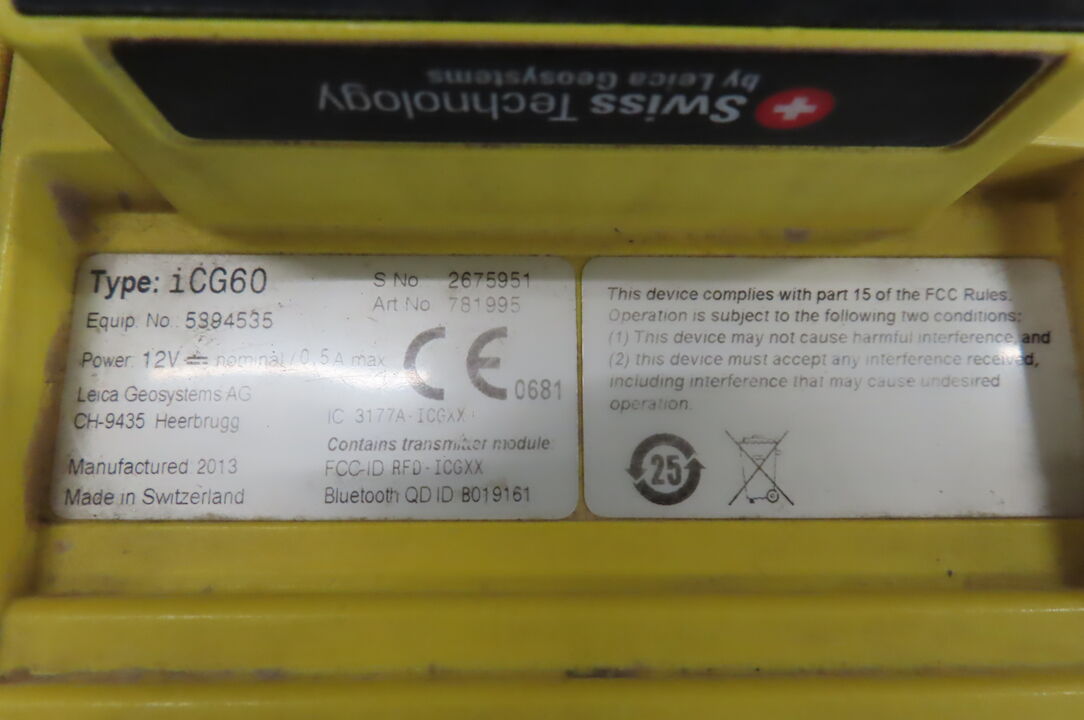 Swiss Technology
by Leica Geosystems
Type: iCG60
S No 2675951
Art No 781995
Equip. No.: 5394535
Power: 12V nominal / 0.5A max
CE 0681
Leica Geosystems AG
CH-9435 Heerbrugg
IC 3177A-ICGXX
Contains transmitter module:
Manufactured: 2013
FCC-ID RFD-ICGXX
Made in Switzerland
Bluetooth QD ID B019161
This device complies with part 15 of the FCC Rules.
Operation is subject to the following two conditions:
(1) This device may not cause harmful interference, and
(2) this device must accept any interference received,
including interference that may cause undesired
operation.
25